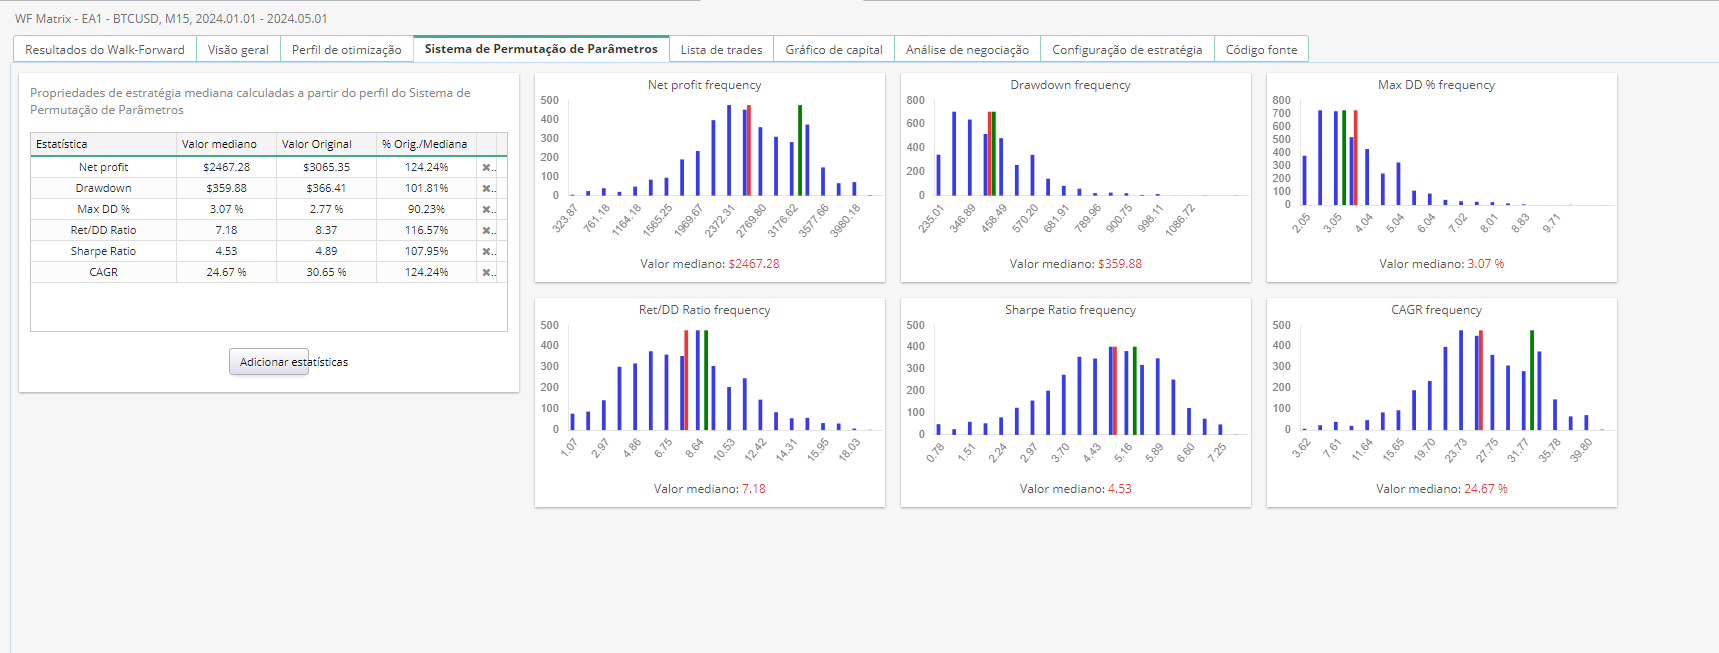 WF Matrix - EA1 - BTCUSD, M15, 2024.01.01 - 2024.05.01
Resultados do Walk-Forward Visão geral Perfil de otimização Sistema de Permutação de Parâmetros Lista de trades Gráfico de capital Análise de negociação Configuração de estratégia Código fonte
Propriedades de estratégia mediana calculadas a partir do perfil do Sistema de
Permutação de Parâmetros
Estatística Valor mediano Valor Original % Orig./Mediana
Net profit $2467.28 $3065.35 124.24%
Drawdown $359.88 $366.41 101.81%
Max DD % 3.07 % 2.77 % 90.23%
Ret/DD Ratio 7.18 8.37 116.57%
Sharpe Ratio 4.53 4.89 107.95%
CAGR 24.67 % 30.65 % 124.24%
Adicionar estatísticas
Net profit frequency
500
400
300
200
100
0
323.87 761.18 1164.18 1565.25 1969.67 2372.31 2769.80 3176.62 3577.66 3980.18
Valor mediano: $2467.28
Drawdown frequency
800
600
400
200
0
235.01 346.89 458.49 570.20 681.91 789.96 900.75 998.11 1086.72
Valor mediano: $359.88
Max DD % frequency
800
700
600
500
400
300
200
100
0
2.05 3.05 4.04 5.04 6.04 7.02 8.01 8.83 9.71
Valor mediano: 3.07 %
Ret/DD Ratio frequency
500
400
300
200
100
0
1.07 2.97 4.86 6.75 8.64 10.53 12.42 14.31 15.95 18.03
Valor mediano: 7.18
Sharpe Ratio frequency
500
400
300
200
100
0
0.78 1.51 2.24 2.97 3.70 4.43 5.16 5.89 6.60 7.25
Valor mediano: 4.53
CAGR frequency
500
400
300
200
100
0
3.62 7.61 11.64 15.65 19.70 23.73 27.75 31.77 35.78 39.80
Valor mediano: 24.67 %